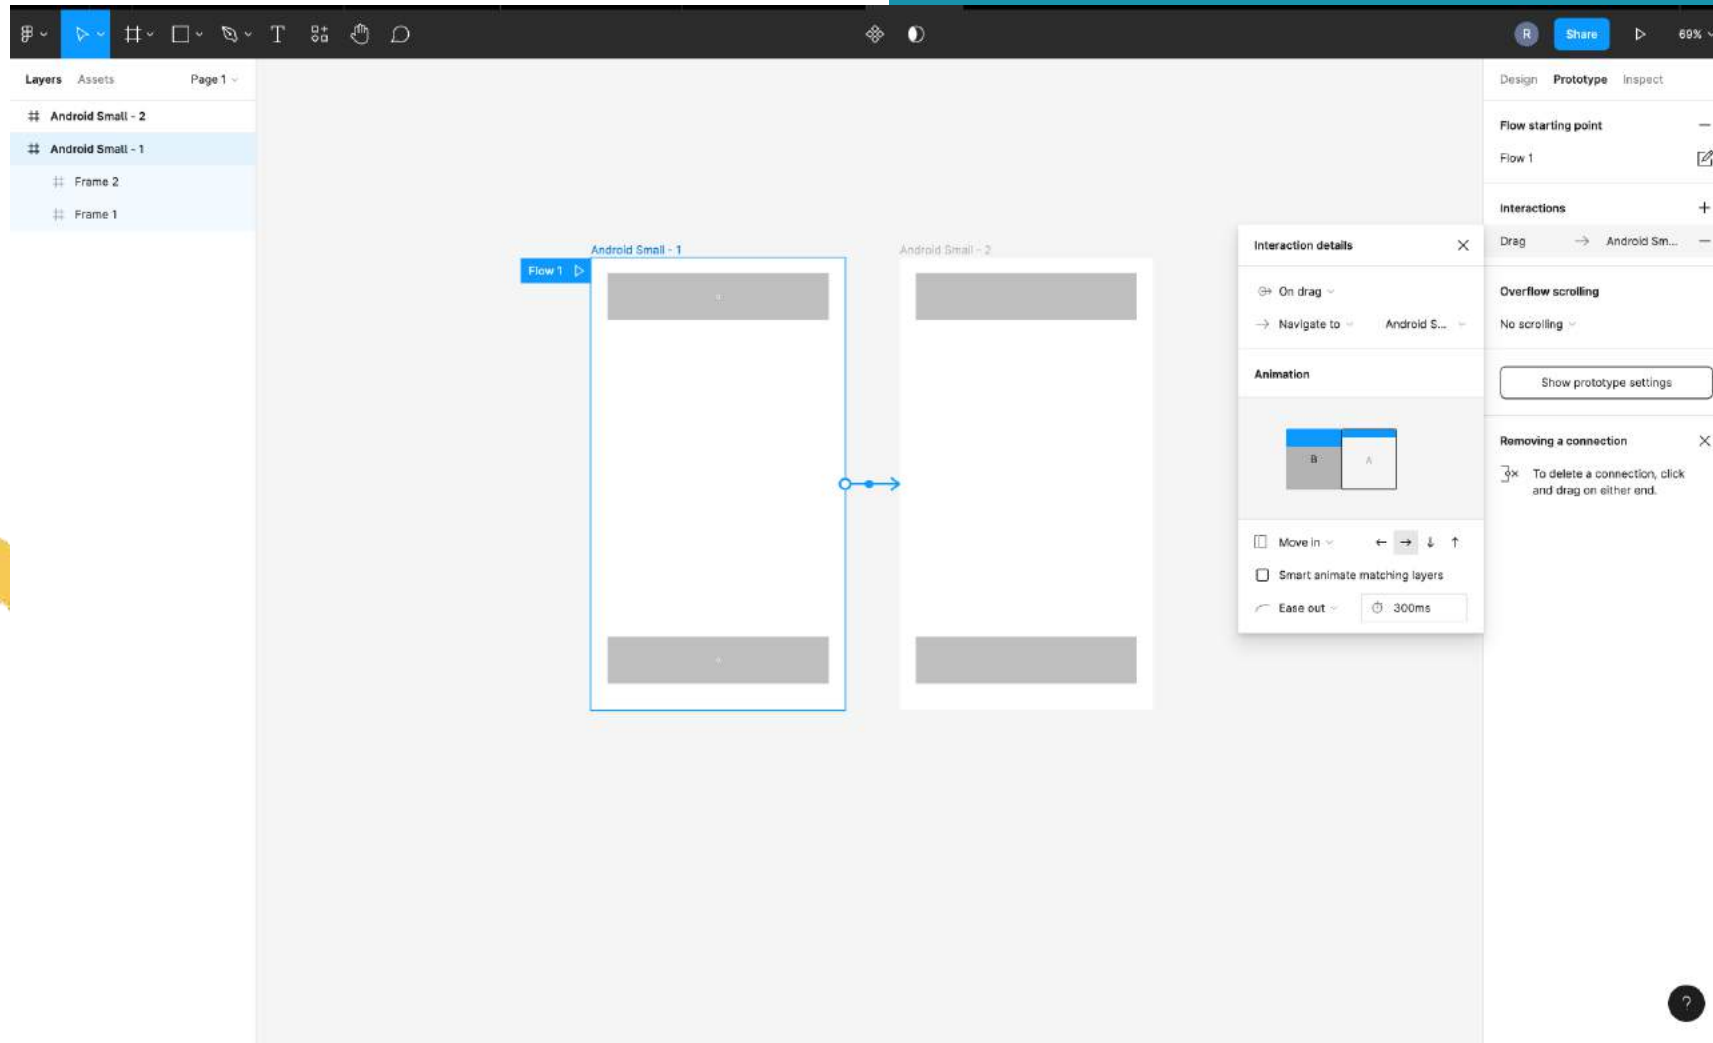 R
Share
69%
Layers
Assets
Page 1
Android Small - 2
Android Small - 1
Frame 2
Frame 1
Android Small - 1
Flow 1
Android Small - 2
Interaction details
On drag
Navigate to
Android S...
Animation
B
A
Move in
Smart animate matching layers
Ease out
300ms
Design
Prototype
Inspect
Flow starting point
Flow 1
Interactions
Drag
Android Sm...
Overflow scrolling
No scrolling
Show prototype settings
Removing a connection
To delete a connection, click
and drag on either end.
?